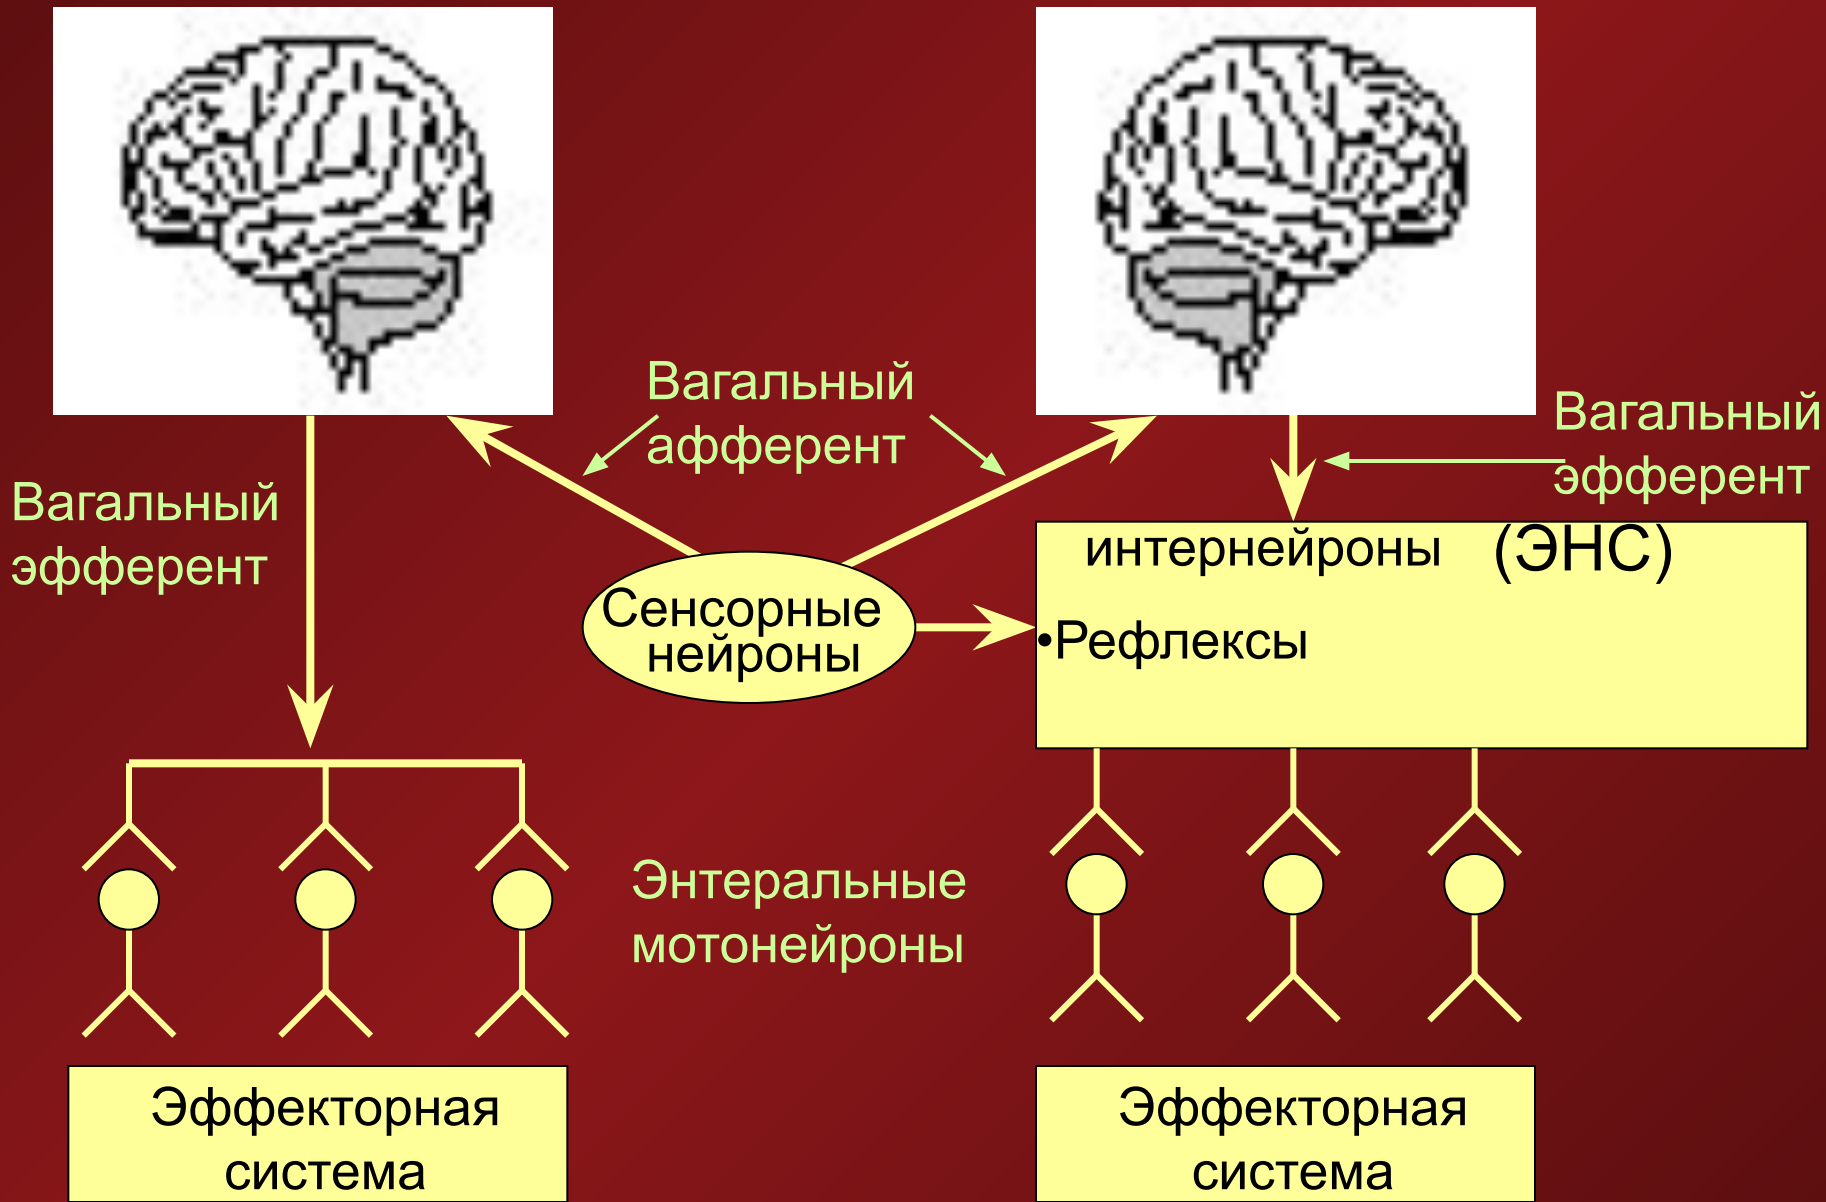 Вагальный
афферент
Вагальный
эфферент
Вагальный
эфферент
интернейроны (ЭНС)
•Рефлексы
Сенсорные
нейроны
Энтеральные
мотонейроны
Эффекторная
система
Эффекторная
система